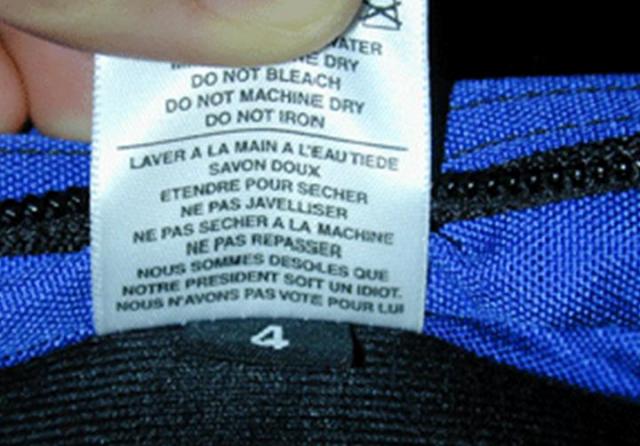 WATER
LINE DRY
DO NOT BLEACH
DO NOT MACHINE DRY
DO NOT IRON
LAVER A LA MAIN A L'EAU TIEDE
SAVON DOUX
ETENDRE POUR SECHER
NE PAS JAVELLISER
NE PAS SECHER A LA MACHINE
NE PAS REPASSER
NOUS SOMMES DESOLES QUE
NOTRE PRESIDENT SOIT UN IDIOT.
NOUS N'AVONS PAS VOTE POUR LUI
4